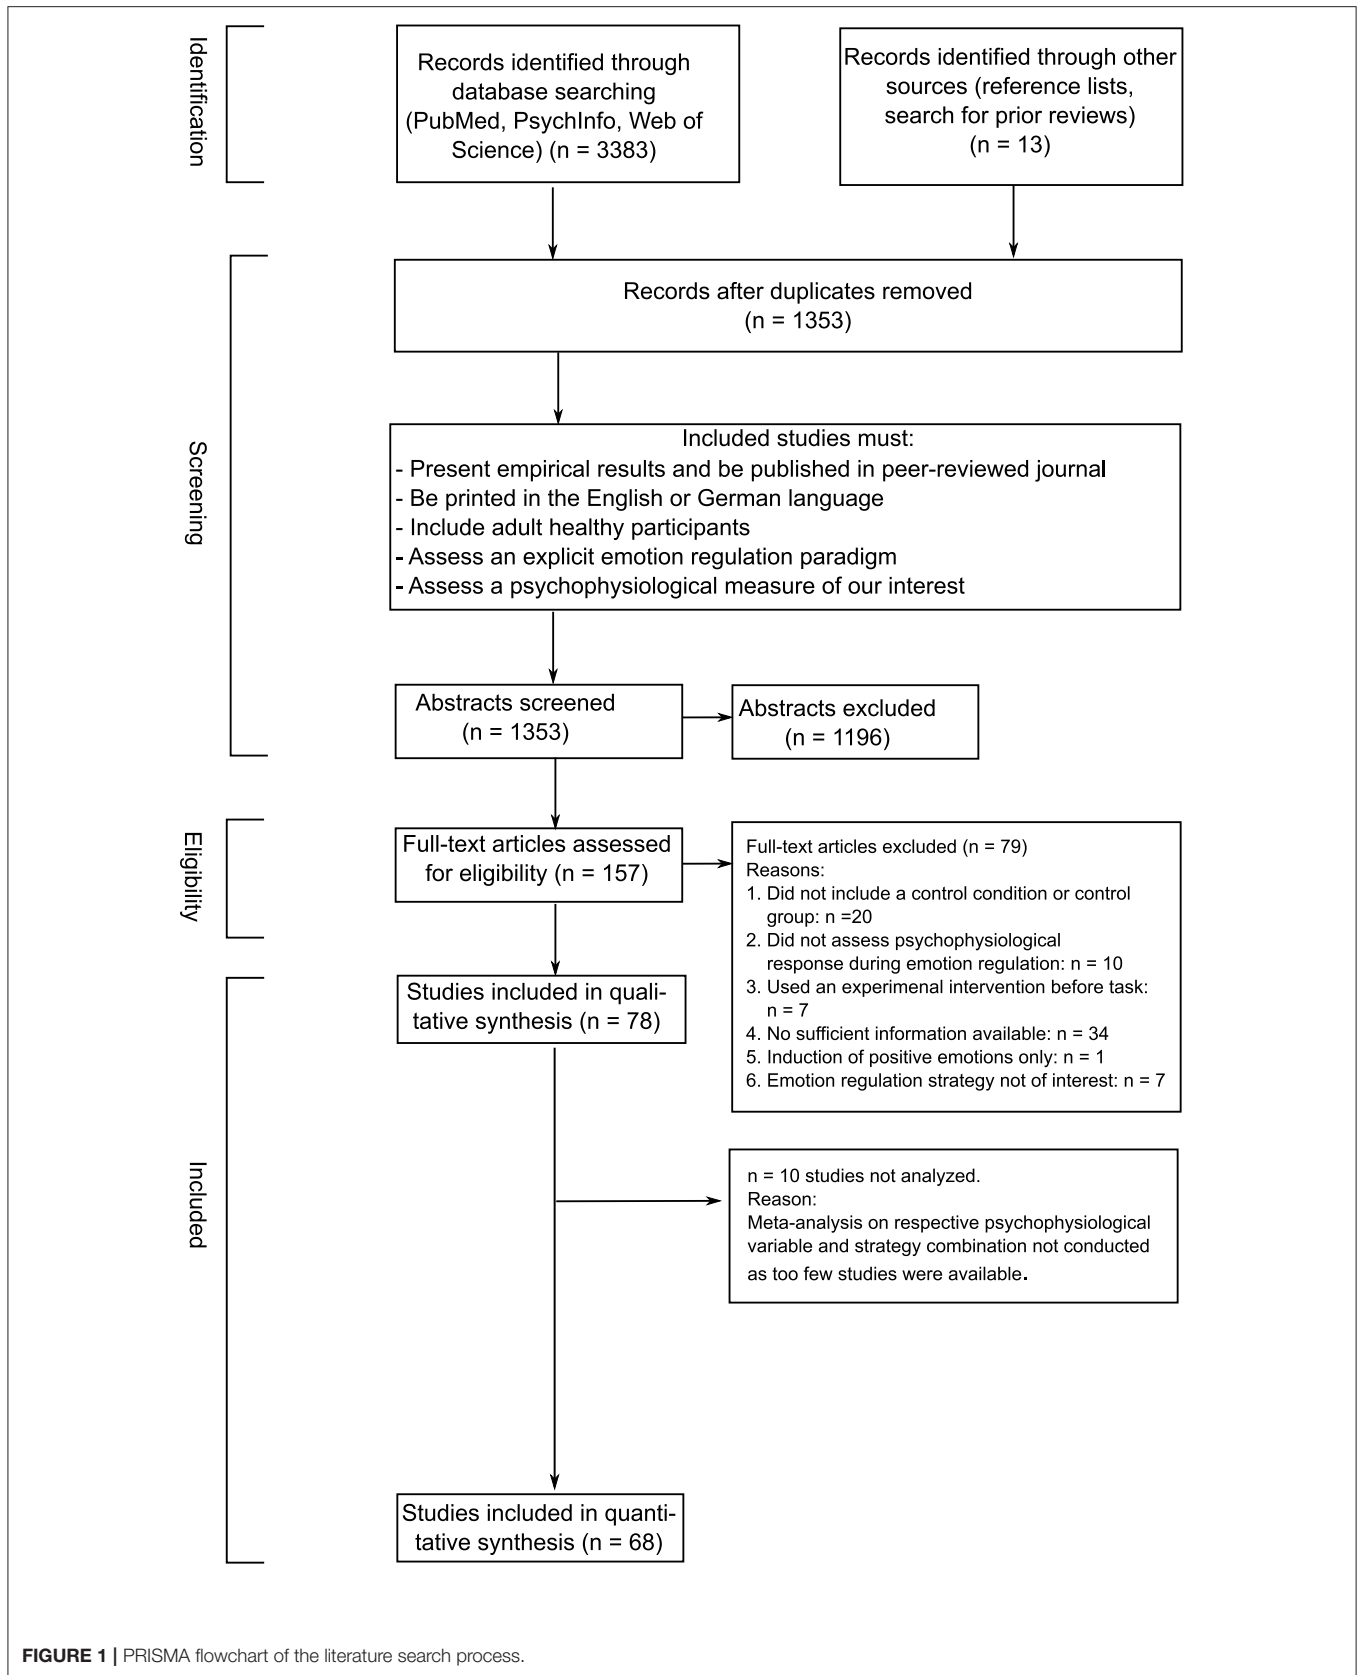 Identification
Records identified through
database searching
(PubMed, PsychInfo, Web of
Science) (n = 3383)
Records identified through other
sources (reference lists,
search for prior reviews)
(n = 13)
Screening
Records after duplicates removed
(n = 1353)
Included studies must:
- Present empirical results and be published in peer-reviewed journal
- Be printed in the English or German language
- Include adult healthy participants
- Assess an explicit emotion regulation paradigm
- Assess a psychophysiological measure of our interest
Abstracts screened
(n = 1353)
Abstracts excluded
(n = 1196)
Eligibility
Full-text articles assessed
for eligibility (n = 157)
Full-text articles excluded (n = 79)
Reasons:
1. Did not include a control condition or control
group: n =20
2. Did not assess psychophysiological
response during emotion regulation: n = 10
3. Used an experimenal intervention before task:
n = 7
4. No sufficient information available: n = 34
5. Induction of positive emotions only: n = 1
6. Emotion regulation strategy not of interest: n = 7
Included
Studies included in quali-
tative synthesis (n = 78)
n = 10 studies not analyzed.
Reason:
Meta-analysis on respective psychophysiological
variable and strategy combination not conducted
as too few studies were available.
Studies included in quanti-
tative synthesis (n = 68)
FIGURE 1 | PRISMA flowchart of the literature search process.